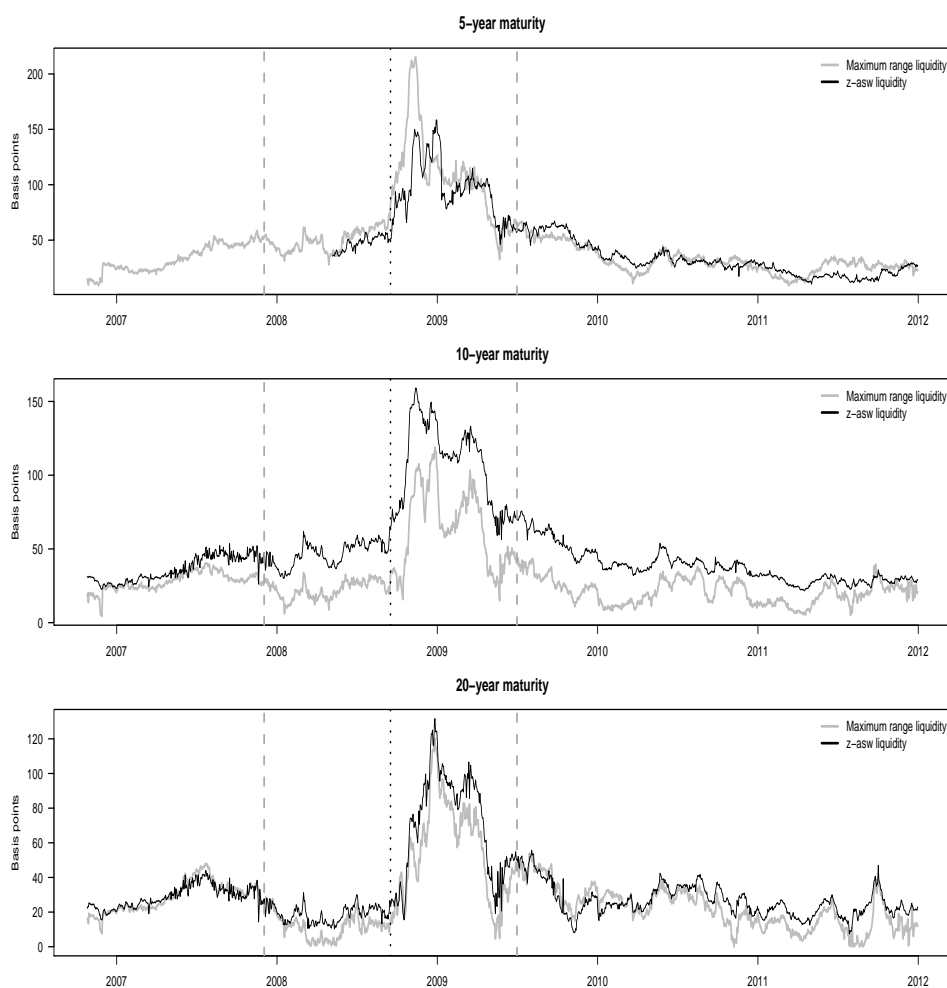 5−year maturity
Maximum range liquidity
z−asw liquidity
Basis points
200
150
100
50
2007 2008 2009 2010 2011 2012
10−year maturity
Maximum range liquidity
z−asw liquidity
Basis points
150
100
50
0
2007 2008 2009 2010 2011 2012
20−year maturity
Maximum range liquidity
z−asw liquidity
Basis points
120
100
80
60
40
20
0
2007 2008 2009 2010 2011 2012